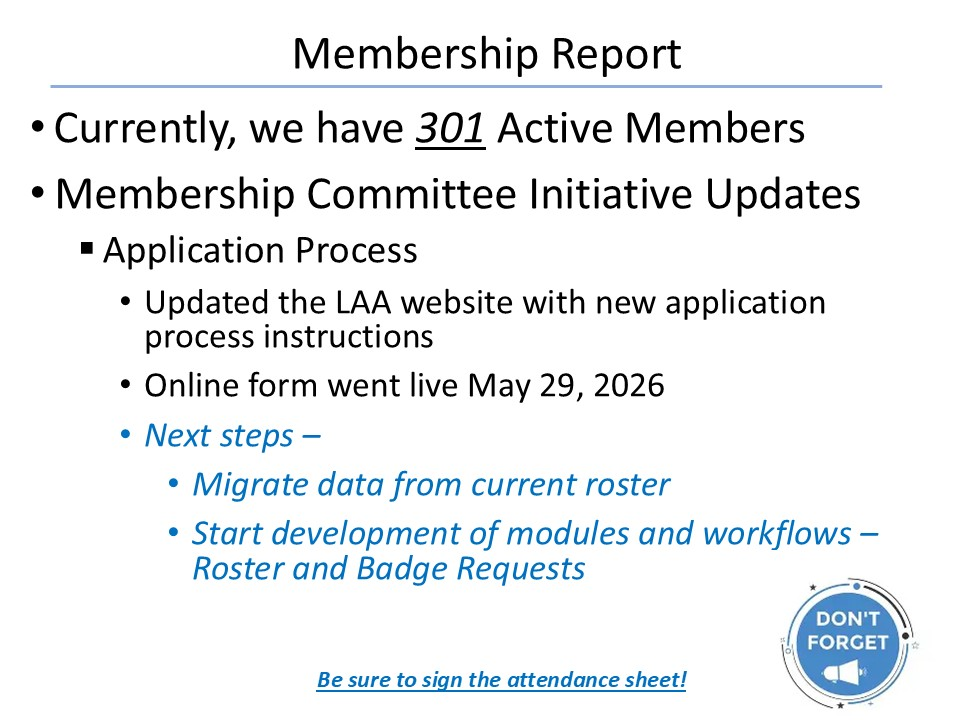 Membership Report
• Currently, we have 301 Active Members
• Membership Committee Initiative Updates
▪ Application Process
• Updated the LAA website with new application
process instructions
• Online form went live May 29, 2026
• Next steps –
• Migrate data from current roster
• Start development of modules and workflows –
Roster and Badge Requests
DON'T
FORGET
Be sure to sign the attendance sheet!